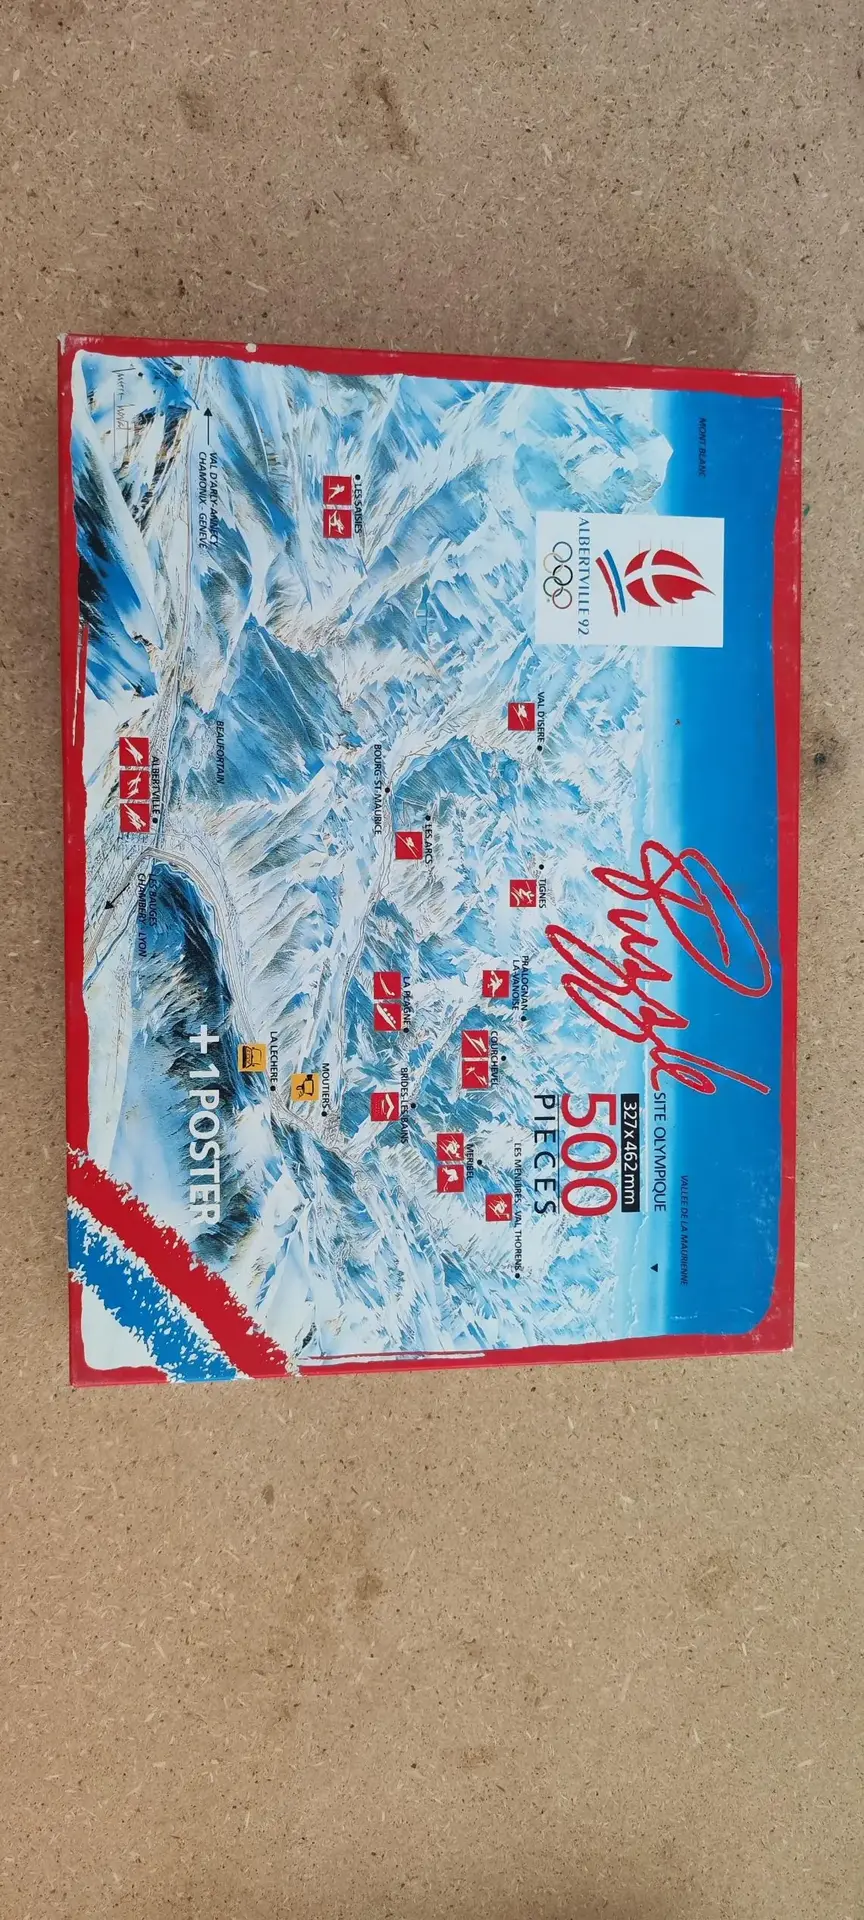 MONT BLANC
ALBERTVILLE 92
Puzzle
SITE OLYMPIQUE
VALLEE DE LA MAURIENNE
327x462mm
500
PIECES
VAL D'ISERE
TIGNES
PRALOGNAN
LA VANOISE
COURCHEVEL
LES MENUIRES-VAL THORENS
MERIBEL
LES SAISIES
BOURG-ST-MAURICE
LES ARCS
LA PLAGNE
BRIDES-LES-BAINS
MOUTIERS
LA LECHERE
BEAUFORTAIN
VAL D'ARLY-ANNECY
CHAMONIX - GENEVE
ALBERTVILLE
LES BAUGES
CHAMBERY - LYON
+ 1 POSTER